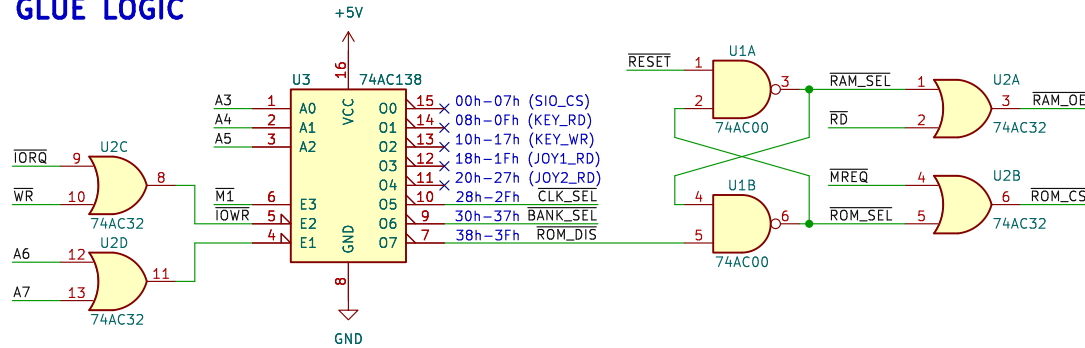 GLUE LOGIC
+5V
16
U3
74AC138
VCC
A3 1 A0 O0 15 00h-07h (SIO_CS)
A4 2 A1 O1 14 08h-0Fh (KEY_RD)
A5 3 A2 O2 13 10h-17h (KEY_WR)
O3 12 18h-1Fh (JOY1_RD)
O4 11 20h-27h (JOY2_RD)
M1 6 E3 O5 10 28h-2Fh CLK_SEL
IOWR 5 E2 O6 9 30h-37h BANK_SEL
4 E1 O7 7 38h-3Fh ROM_DIS
GND
8
GND
U2C
IORQ 9
8
WR 10
74AC32
U2D
A6 12
11
A7 13
74AC32
U1A
RESET 1
3 RAM_SEL
2
74AC00
U1B
4
6 ROM_SEL
5
74AC00
U2A
1
3 RAM_OE
RD 2
74AC32
U2B
MREQ 4
6 ROM_CS
5
74AC32